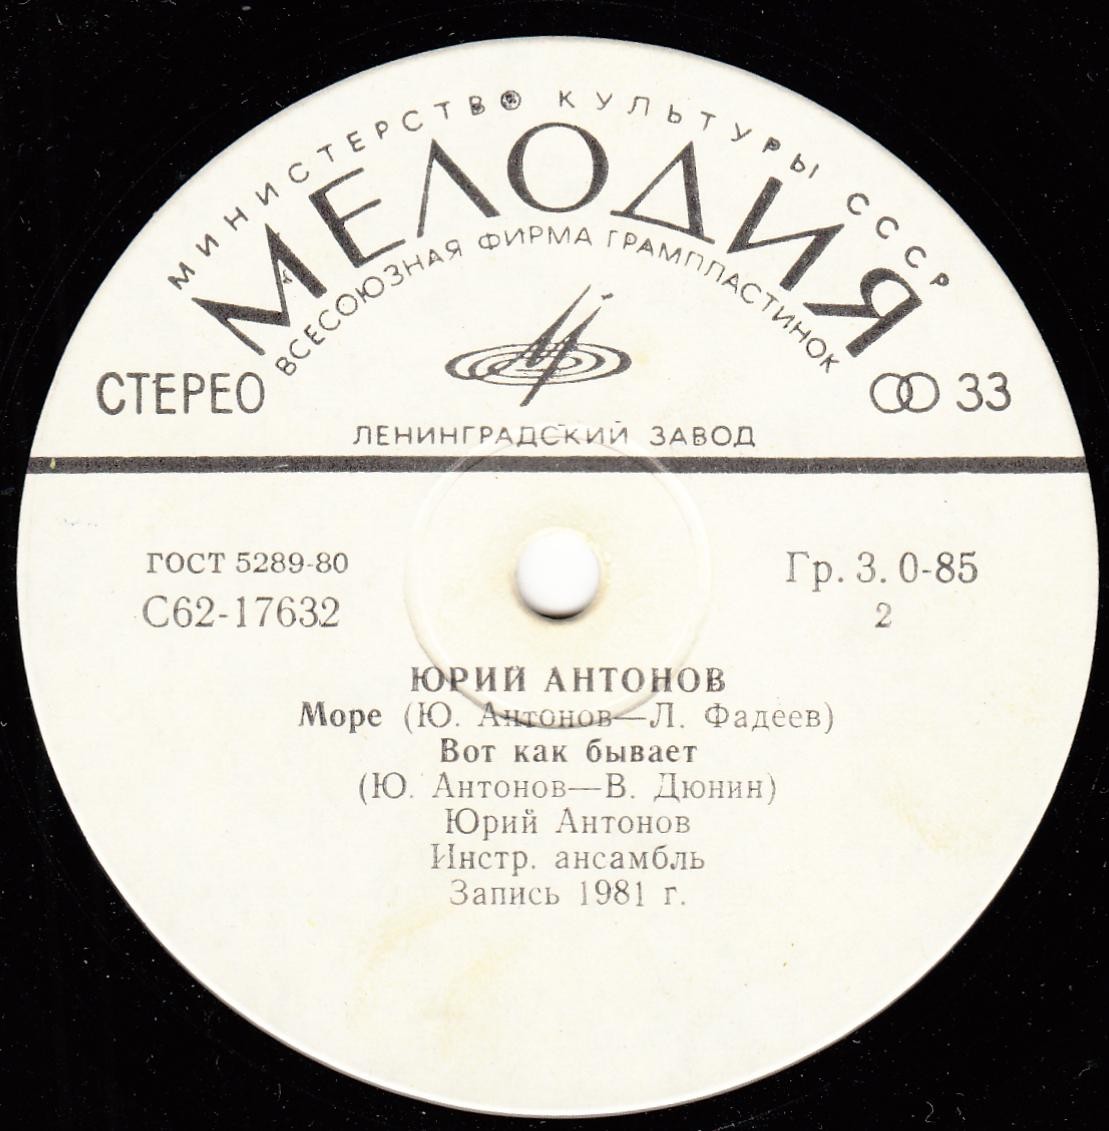 МИНИСТЕРСТВО КУЛЬТУРЫ СССР
МЕЛОДИЯ
ВСЕСОЮЗНАЯ ФИРМА ГРАМПЛАСТИНОК
СТЕРЕО
33
ЛЕНИНГРАДСКИЙ ЗАВОД
ГОСТ 5289-80
Гр. 3. 0-85
С62-17632
2
ЮРИЙ АНТОНОВ
Море (Ю. Антонов—Л. Фадеев)
Вот как бывает
(Ю. Антонов—В. Дюнин)
Юрий Антонов
Инстр. ансамбль
Запись 1981 г.